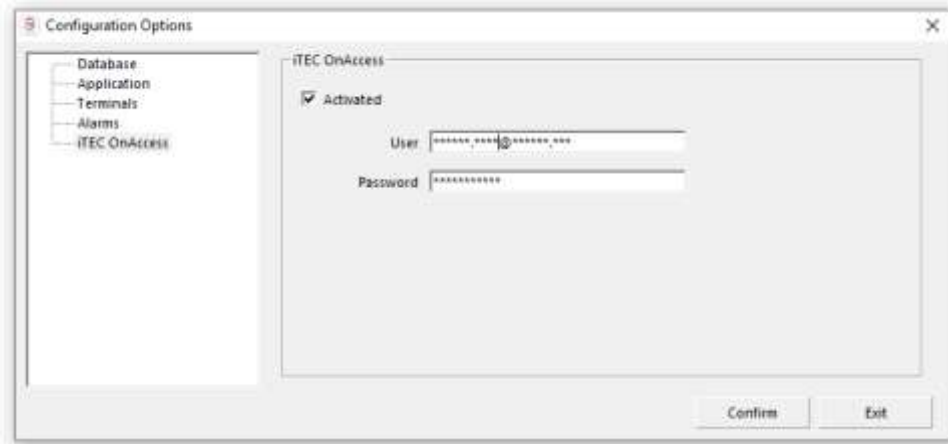 Configuration Options
Database
Application
Terminals
Alarms
iTEC OnAccess
iTEC OnAccess
Activated
User ******.****@******.***
Password ***********
Confirm Exit